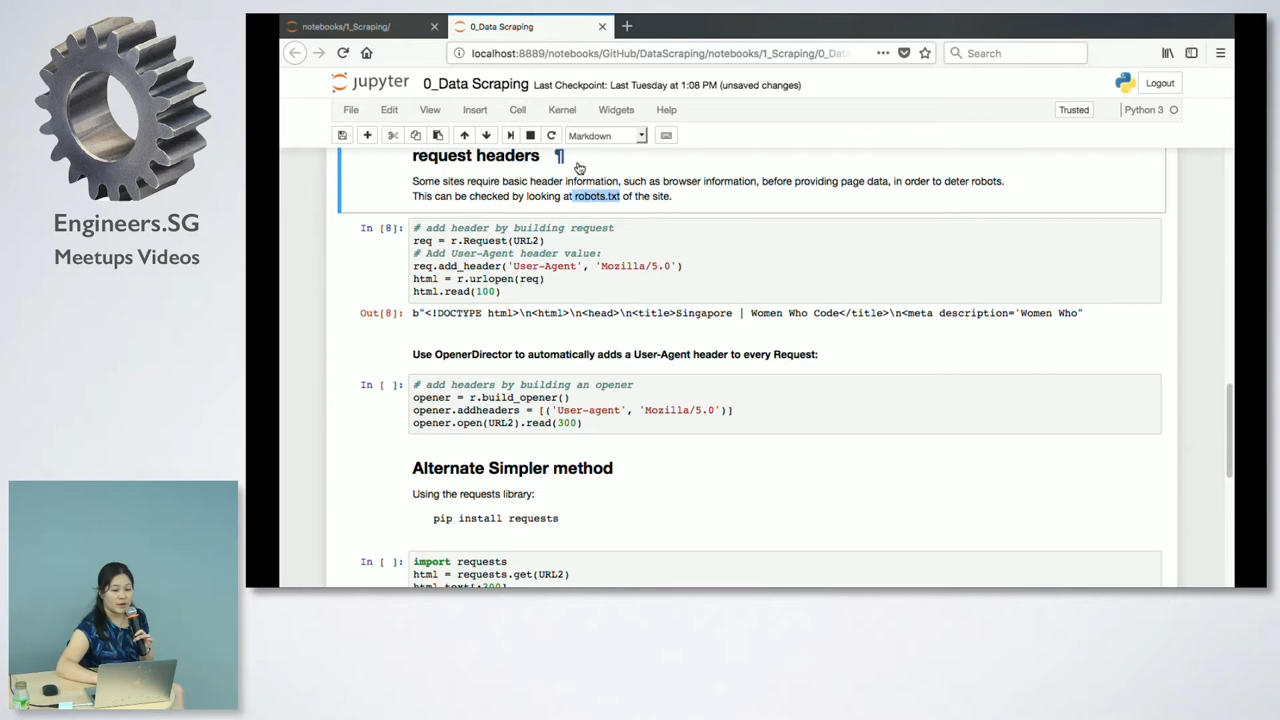 notebooks/1_Scraping/
0_Data Scraping
localhost:8889/notebooks/GitHub/DataScraping/notebooks/1_Scraping/0_Data
Search
jupyter 0_Data Scraping Last Checkpoint: Last Tuesday at 1:08 PM (unsaved changes)
Logout
File Edit View Insert Cell Kernel Widgets Help
Trusted
Python 3
Markdown
request headers ¶
Some sites require basic header information, such as browser information, before providing page data, in order to deter robots.
This can be checked by looking at robots.txt of the site.
In [8]: # add header by building request
req = r.Request(URL2)
# Add User-Agent header value:
req.add_header('User-Agent', 'Mozilla/5.0')
html = r.urlopen(req)
html.read(100)
Out[8]: b"<!DOCTYPE html>\n<html>\n<head>\n<title>Singapore | Women Who Code</title>\n<meta description='Women Who"
Use OpenerDirector to automatically adds a User-Agent header to every Request:
In [ ]: # add headers by building an opener
opener = r.build_opener()
opener.addheaders = [('User-agent', 'Mozilla/5.0')]
opener.open(URL2).read(300)
Alternate Simpler method
Using the requests library:
pip install requests
In [ ]: import requests
html = requests.get(URL2)
html.text[:300]
Engineers.SG
Meetups Videos